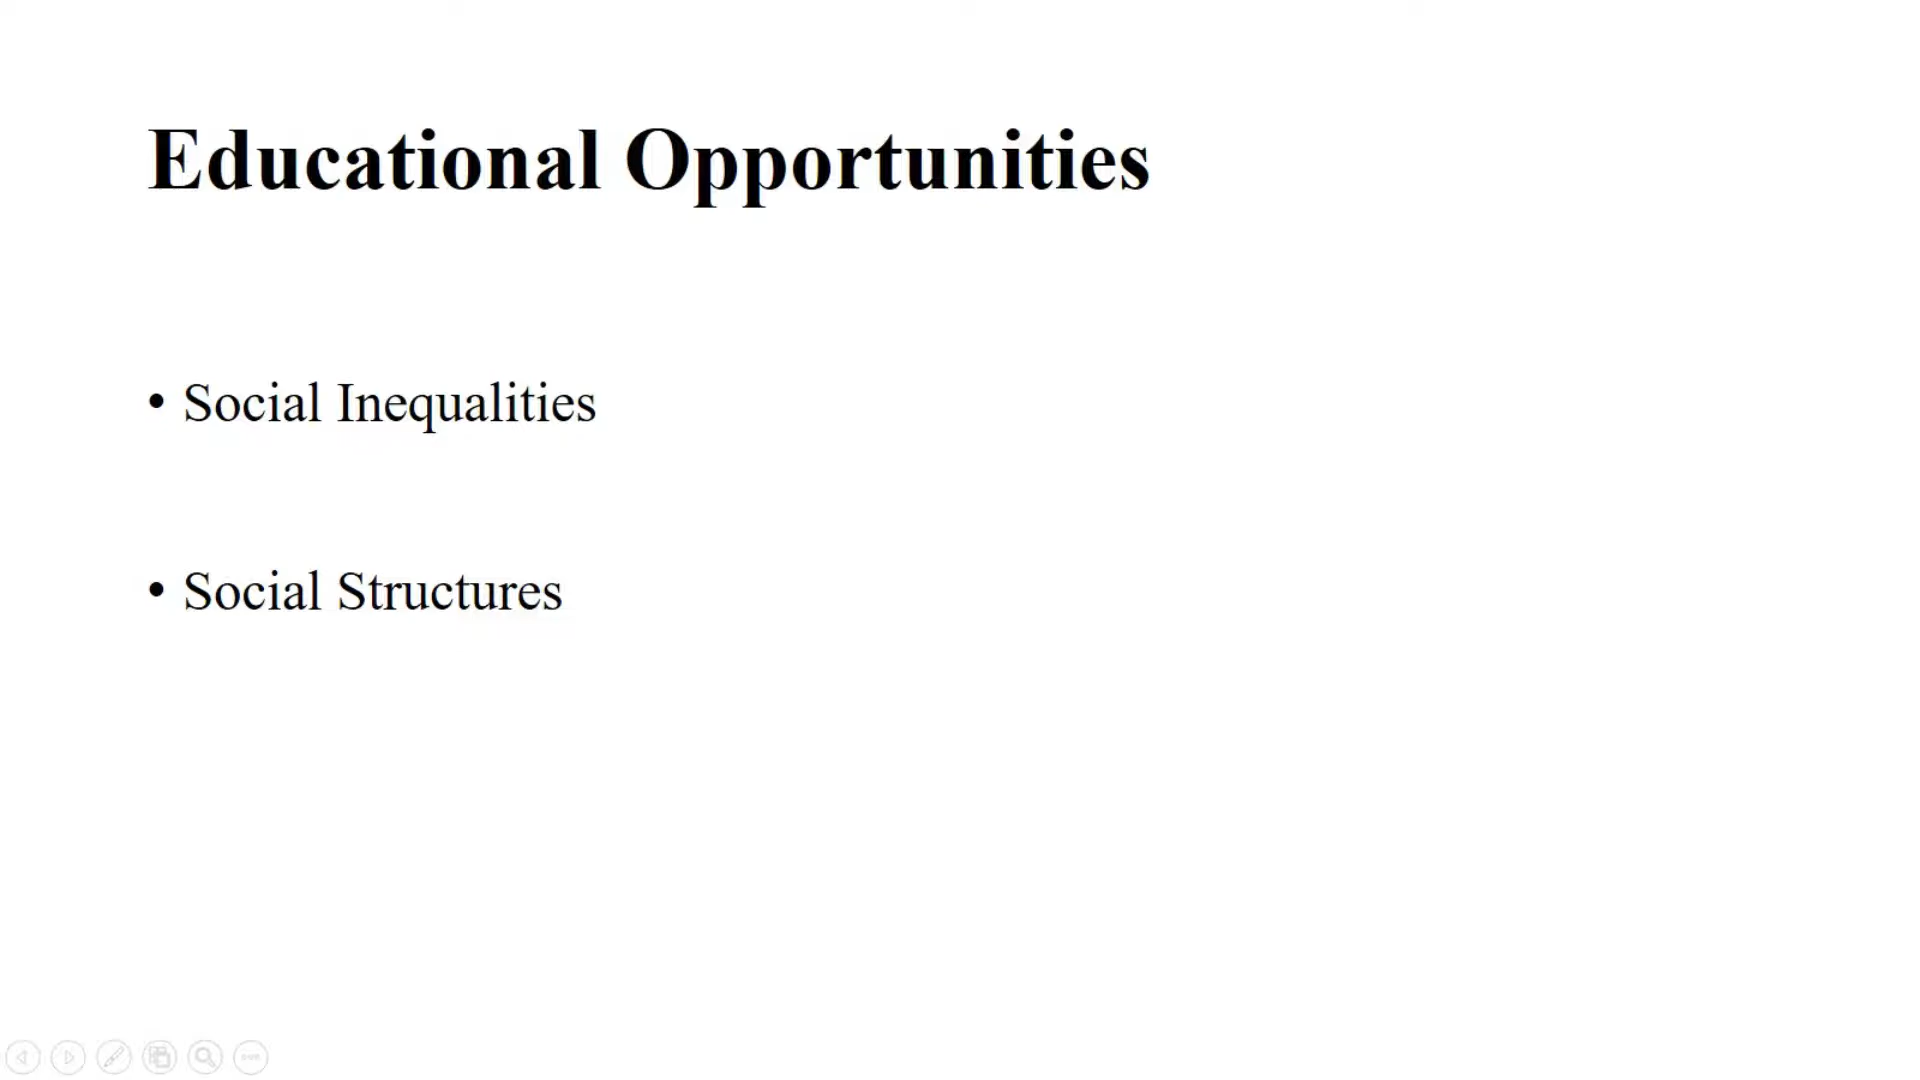 Educational Opportunities
• Social Inequalities
• Social Structures